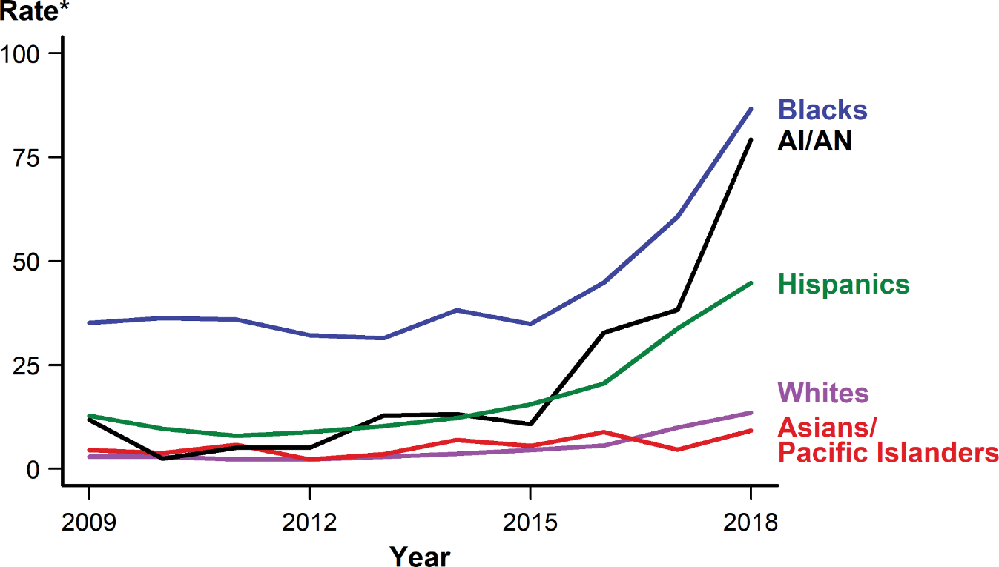 Rate*
100
75
50
25
0
Blacks
AI/AN
Hispanics
Whites
Asians/
Pacific Islanders
2009 2012 2015 2018
Year